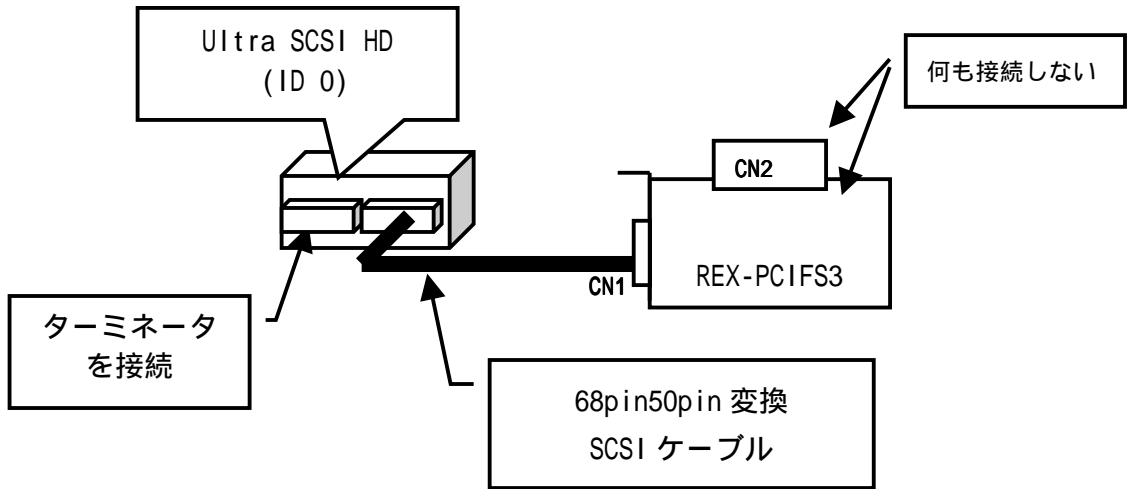 Ultra SCSI HD
(ID 0)
何も接続しない
CN2
CN1
REX-PCIFS3
ターミネータ
を接続
68pin50pin 変換
SCSI ケーブル